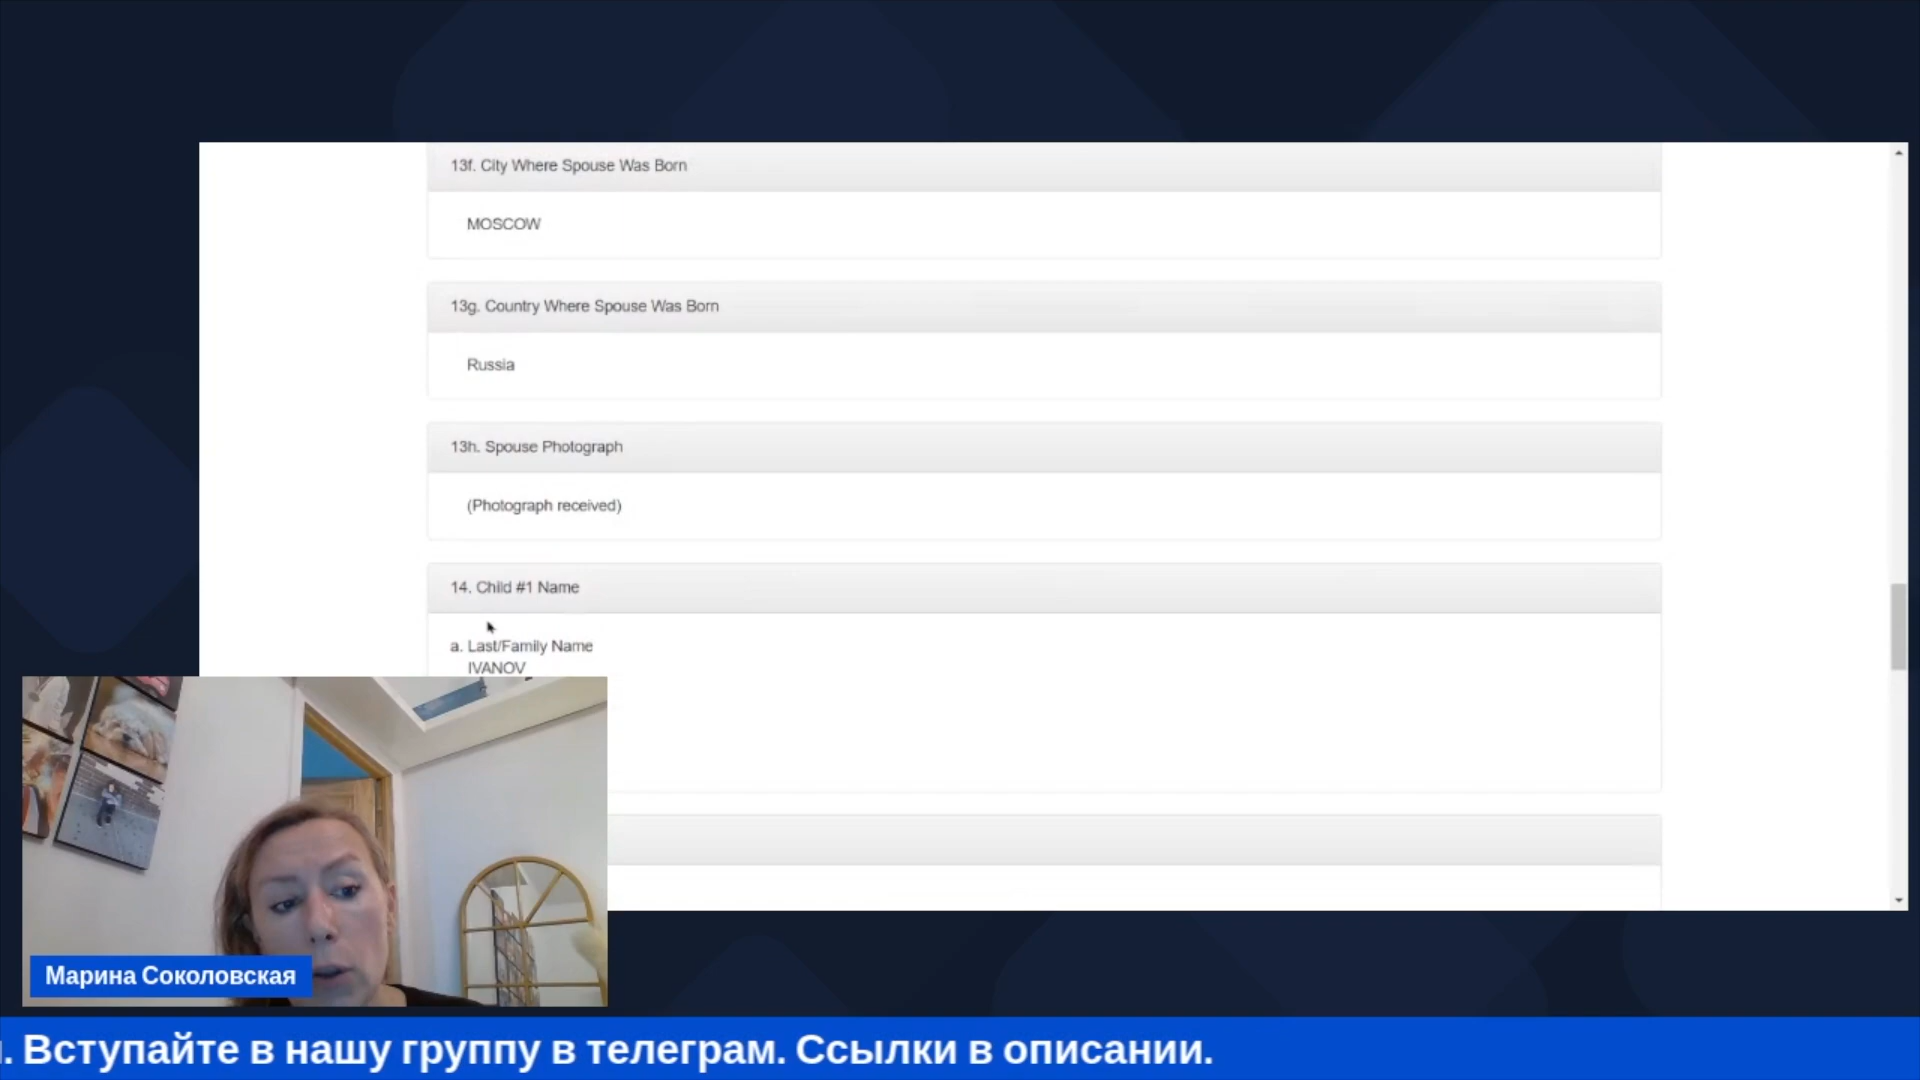 13f. City Where Spouse Was Born
MOSCOW
13g. Country Where Spouse Was Born
Russia
13h. Spouse Photograph
(Photograph received)
14. Child #1 Name
a. Last/Family Name
IVANOV
Марина Соколовская
. Вступайте в нашу группу в телеграм. Ссылки в описании.